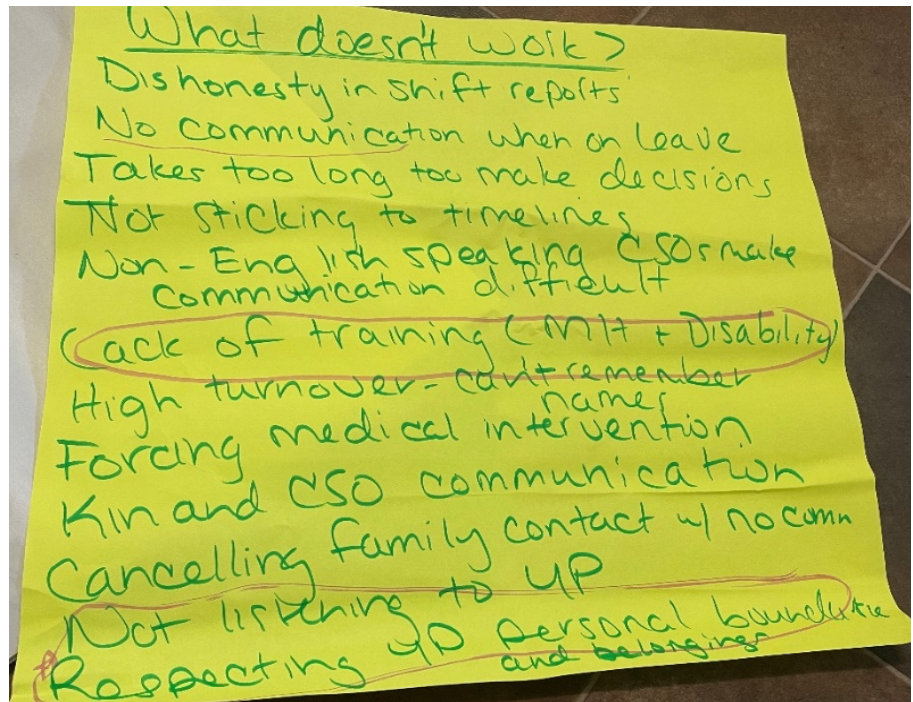 What doesn't work?
Dishonesty in shift reports
No communication when on leave
Takes too long too make decisions
Not sticking to timelines
Non-English speaking CSOs make
communication difficult
Lack of training (MH + Disability)
High turnover - can't remember
names
Forcing medical intervention
Kin and CSO communication
Cancelling family contact w/ no comm
Not listening to YP
Respecting YP personal boundaries
and belongings